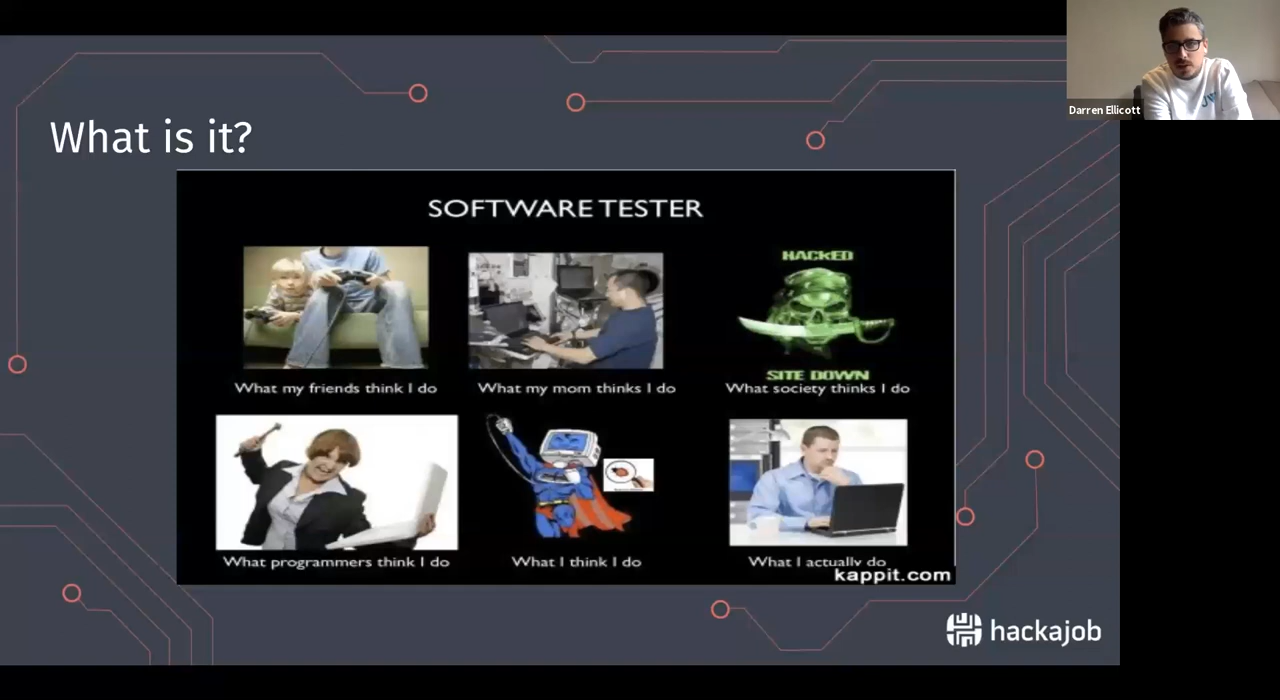 Darren Ellicott
What is it?
SOFTWARE TESTER
HACKED
SITE DOWN
What my friends think I do
What my mom thinks I do
What society thinks I do
What programmers think I do
What I think I do
What I actually do
kappit.com
hackajob